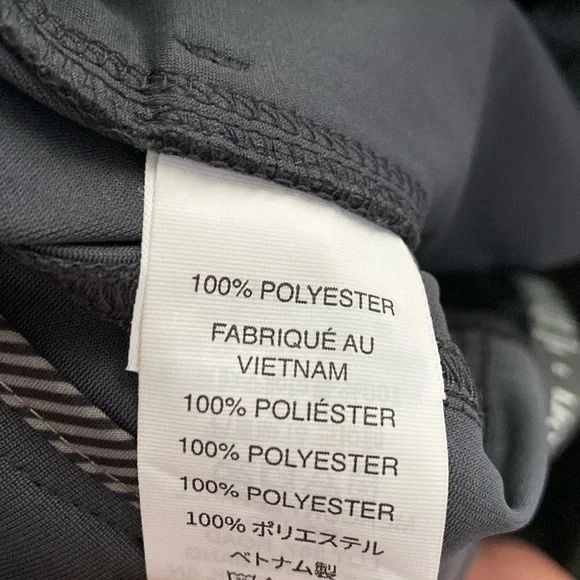 100% POLYESTER
FABRIQUÉ AU
VIETNAM
100% POLIÉSTER
100% POLYESTER
100% POLYESTER
100% ポリエステル
ベトナム製